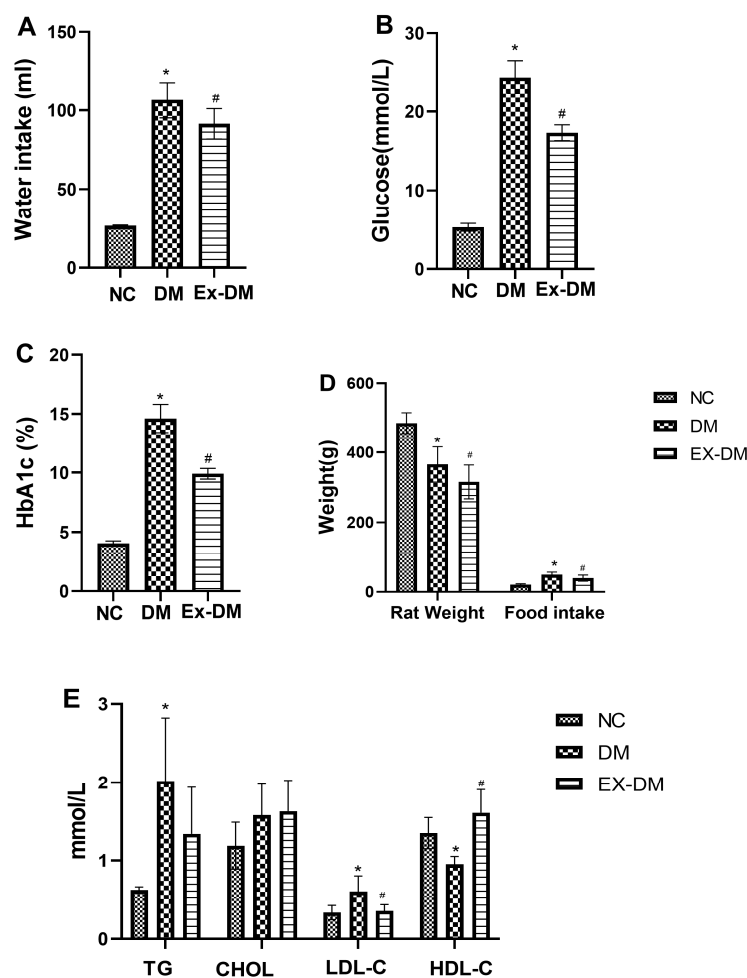 A
Water intake (ml)
150
100
50
0
*
#
NC DM Ex-DM
B
Glucose(mmol/L)
30
20
10
0
*
#
NC DM Ex-DM
C
HbA1c (%)
20
15
10
5
0
*
#
NC DM Ex-DM
D
Weight(g)
600
400
200
0
*
#
*
#
Rat Weight Food intake
NC
DM
EX-DM
E
mmol/L
3
2
1
0
*
*
#
*
#
TG CHOL LDL-C HDL-C
NC
DM
EX-DM